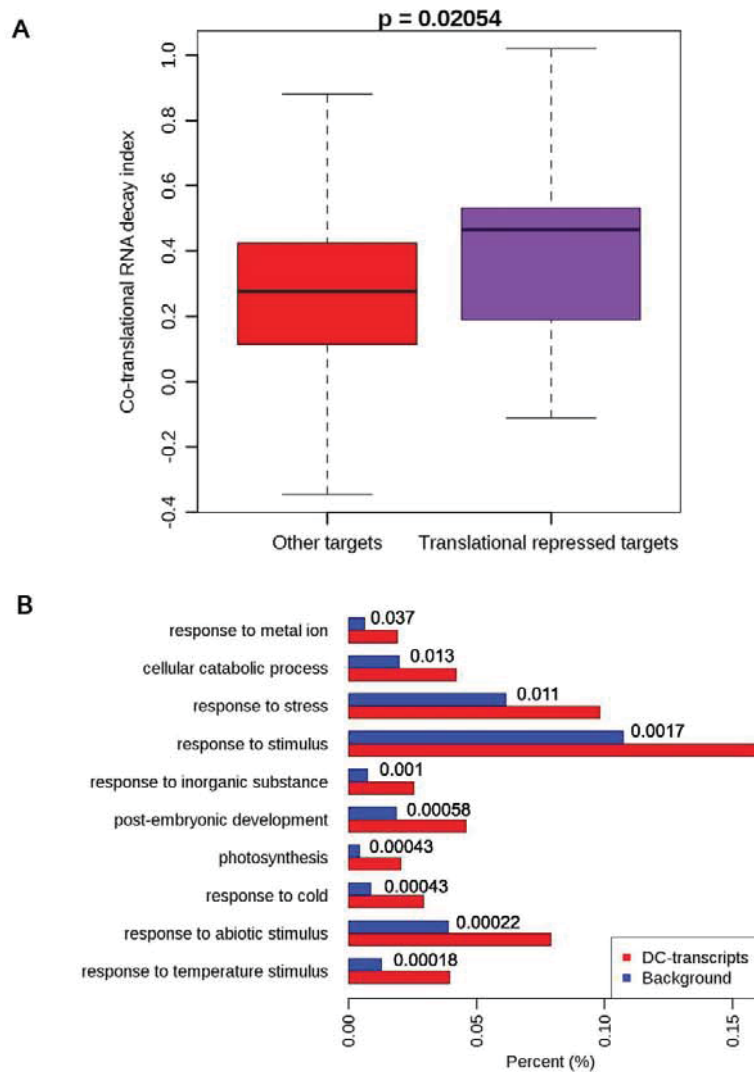 A
p = 0.02054
Co-translational RNA decay index
1.0
0.8
0.6
0.4
0.2
0.0
-0.2
-0.4
Other targets
Translational repressed targets
B
response to metal ion
0.037
cellular catabolic process
0.013
response to stress
0.011
response to stimulus
0.0017
response to inorganic substance
0.001
post-embryonic development
0.00058
photosynthesis
0.00043
response to cold
0.00043
response to abiotic stimulus
0.00022
response to temperature stimulus
0.00018
DC-transcripts
Background
0.00
0.05
0.10
0.15
Percent (%)